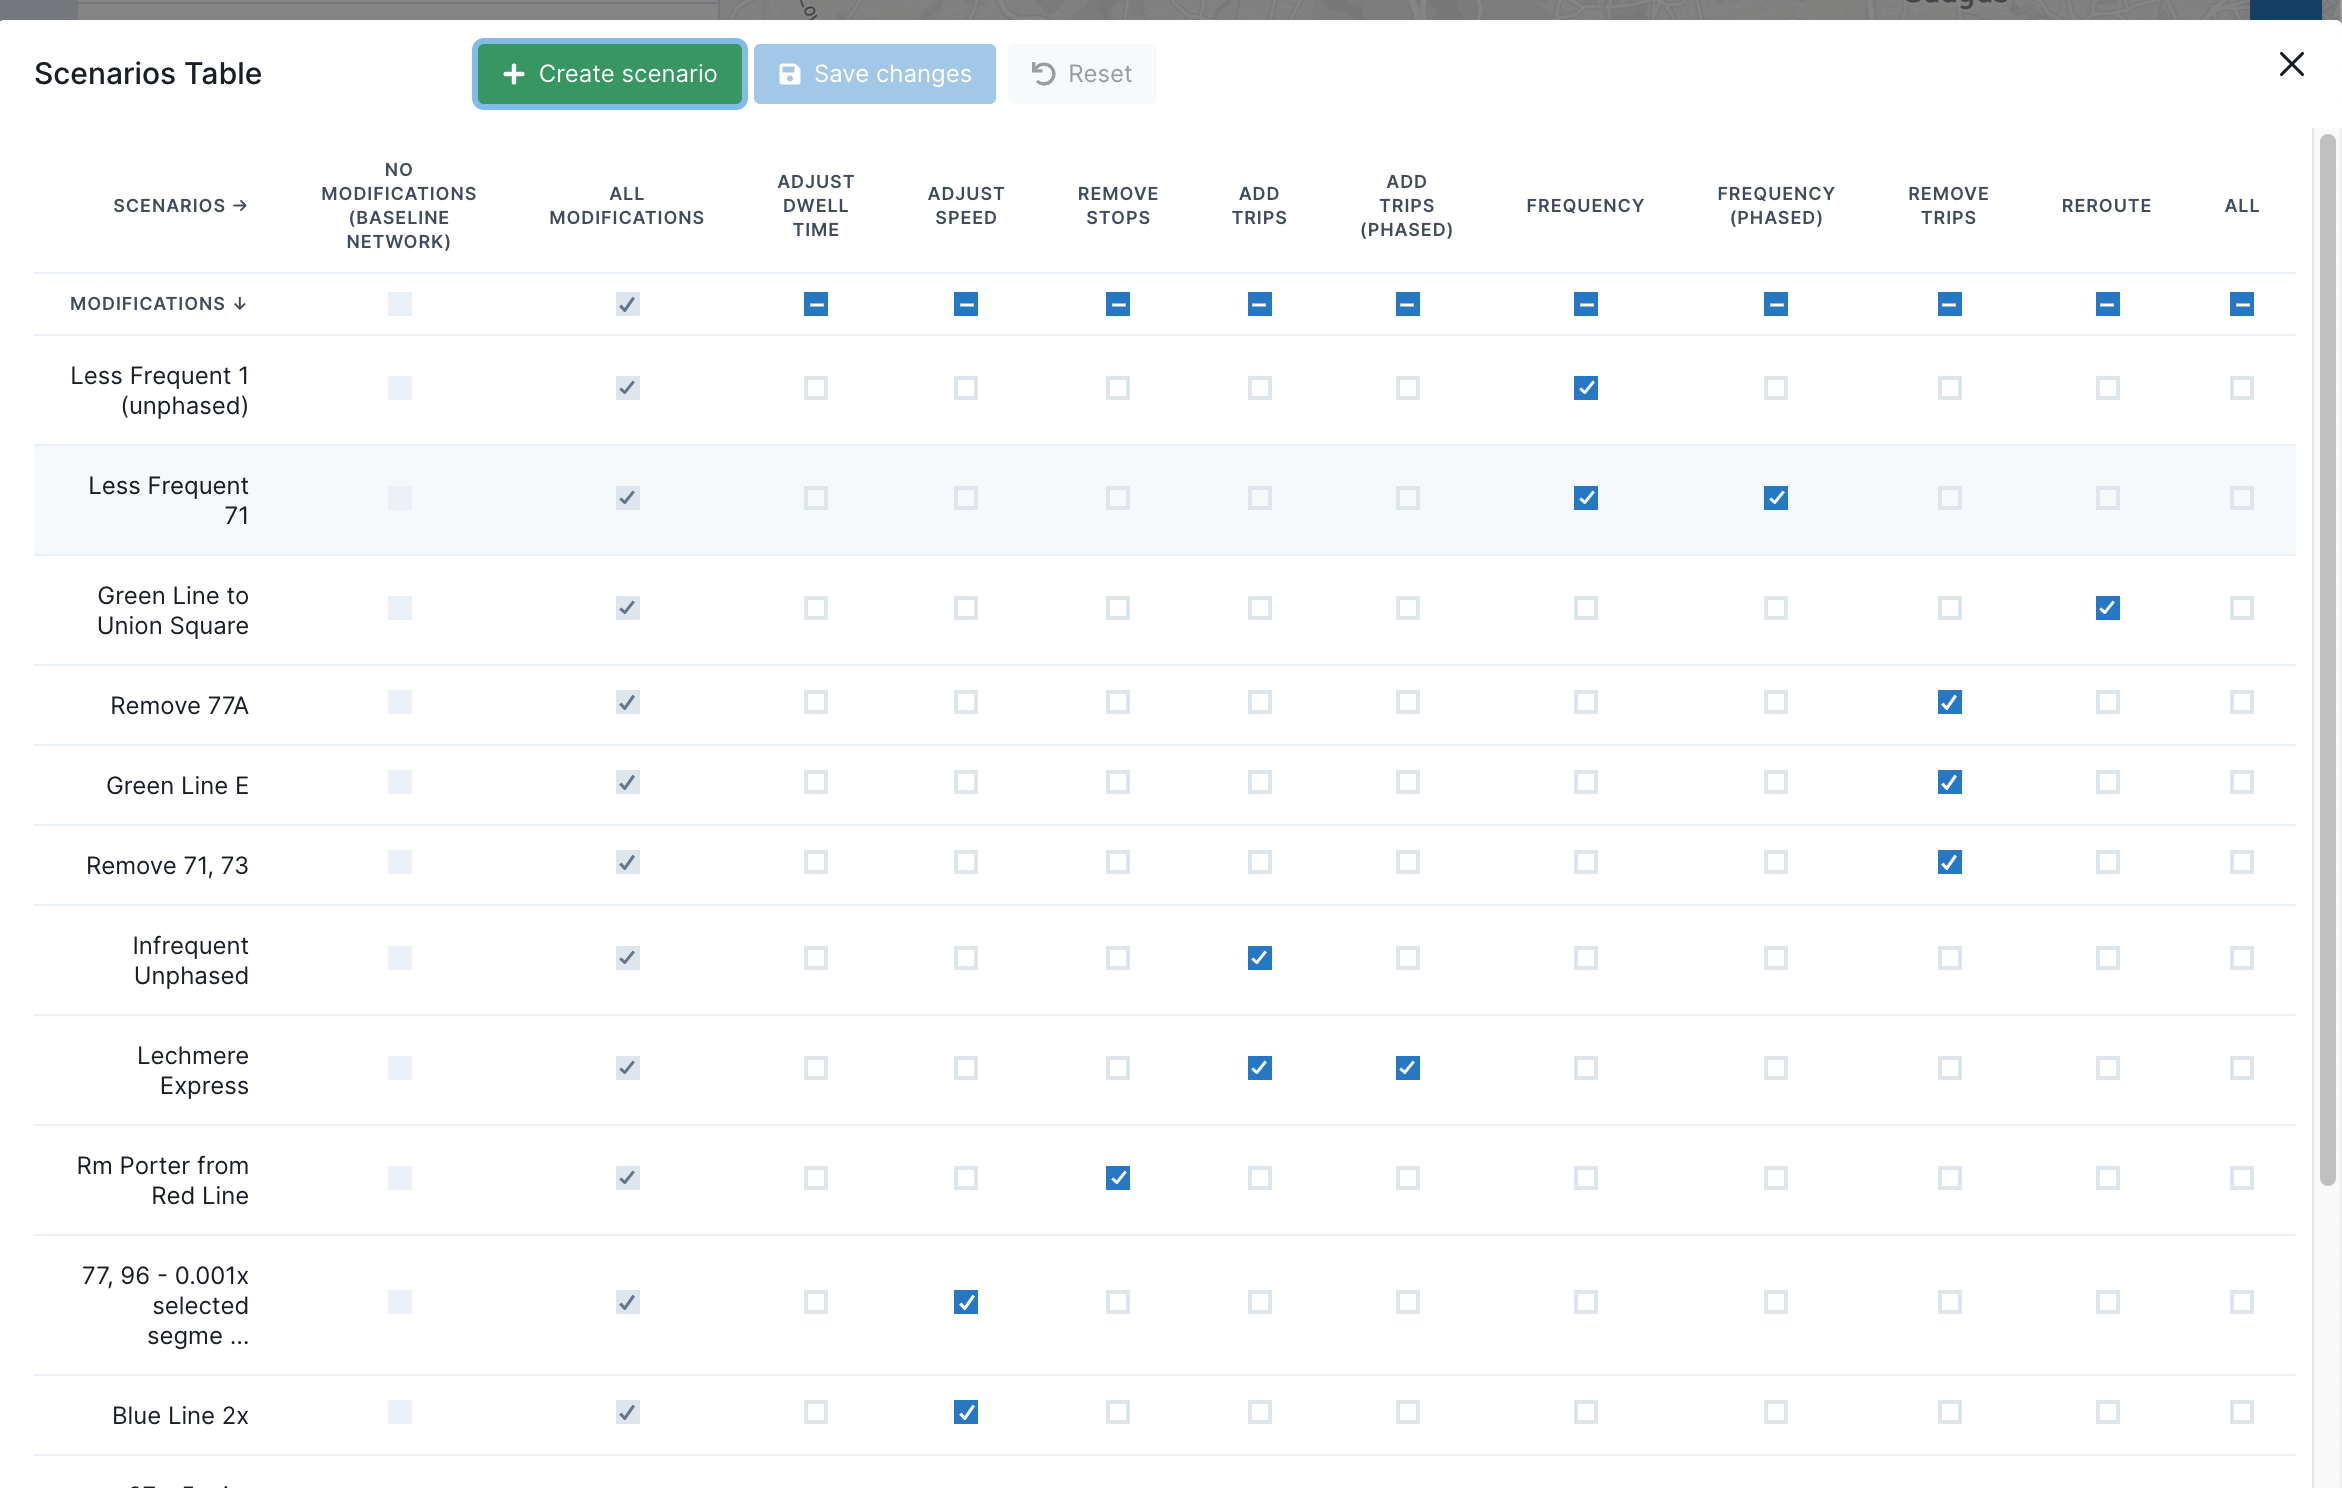 Scenarios Table
Create scenario
Save changes
Reset
SCENARIOS →
NO
MODIFICATIONS
(BASELINE
NETWORK)
ALL
MODIFICATIONS
ADJUST
DWELL
TIME
ADJUST
SPEED
REMOVE
STOPS
ADD
TRIPS
ADD
TRIPS
(PHASED)
FREQUENCY
FREQUENCY
(PHASED)
REMOVE
TRIPS
REROUTE
ALL
MODIFICATIONS ↓
Less Frequent 1
(unphased)
Less Frequent
71
Green Line to
Union Square
Remove 77A
Green Line E
Remove 71, 73
Infrequent
Unphased
Lechmere
Express
Rm Porter from
Red Line
77, 96 - 0.001x
selected
segme ...
Blue Line 2x